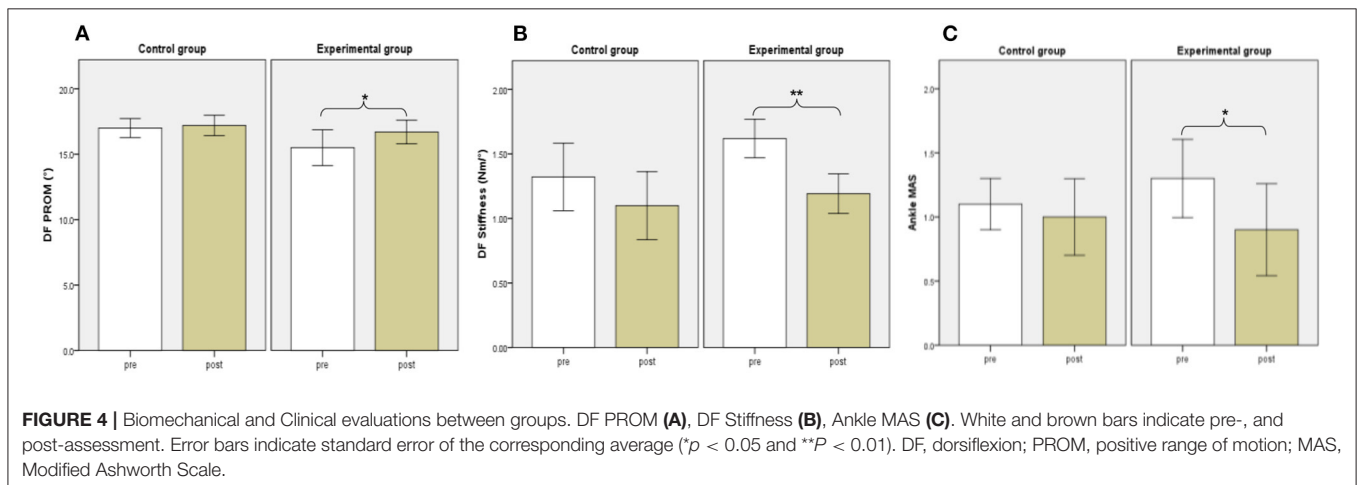 A
B
C
Control group
Experimental group
Control group
Experimental group
Control group
Experimental group
DF PROM (°)
20.0
15.0
10.0
5.0
.0
*
pre
post
pre
post
DF Stiffness (Nm/°)
2.00
1.50
1.00
.50
0.00
**
pre
post
pre
post
Ankle MAS
2.0
1.5
1.0
0.5
0.0
*
pre
post
pre
post
FIGURE 4 | Biomechanical and Clinical evaluations between groups. DF PROM (A), DF Stiffness (B), Ankle MAS (C). White and brown bars indicate pre-, and
post-assessment. Error bars indicate standard error of the corresponding average (*p < 0.05 and **P < 0.01). DF, dorsiflexion; PROM, positive range of motion; MAS,
Modified Ashworth Scale.